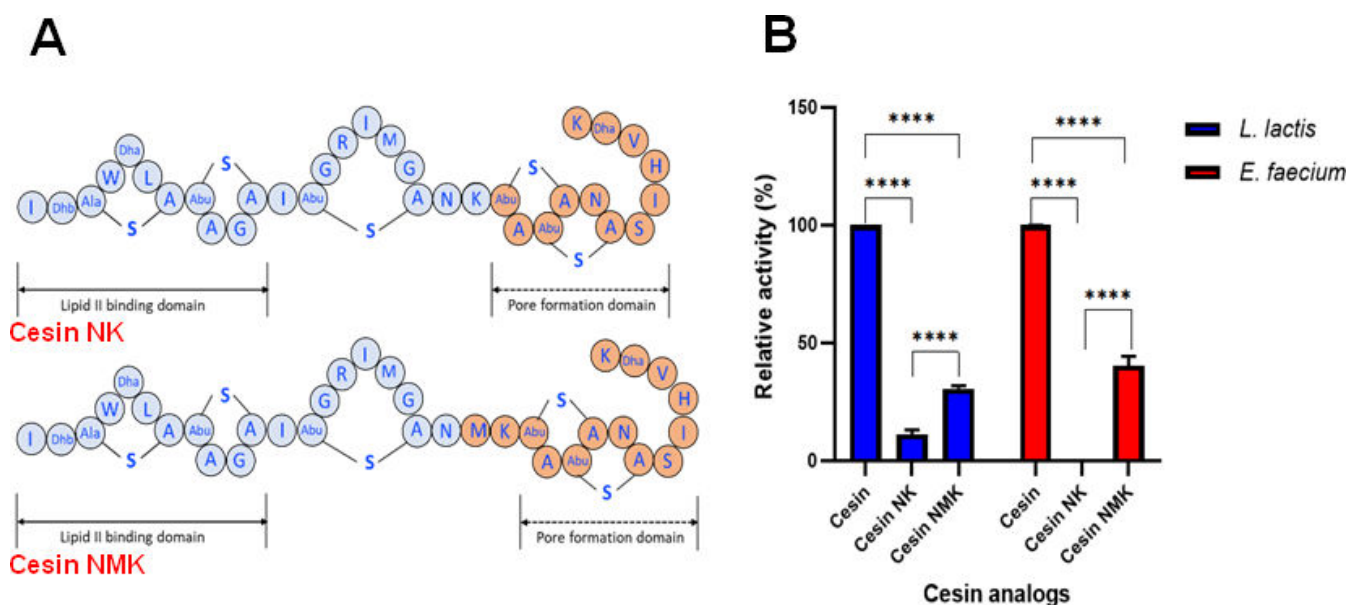 A
I Dhb Ala W Dha L A Abu A G A I Abu G R I M G A N K Abu A Abu A N A S I H V Dha K
S S S S S
Lipid II binding domain
Pore formation domain
Cesin NK
I Dhb Ala W Dha L A Abu A G A I Abu G R I M G A N M K Abu A Abu A N A S I H V Dha K
S S S S S
Lipid II binding domain
Pore formation domain
Cesin NMK
B
Relative activity (%)
150
100
50
0
****
****
****
****
****
****
L. lactis
E. faecium
Cesin
Cesin NK
Cesin NMK
Cesin
Cesin NK
Cesin NMK
Cesin analogs